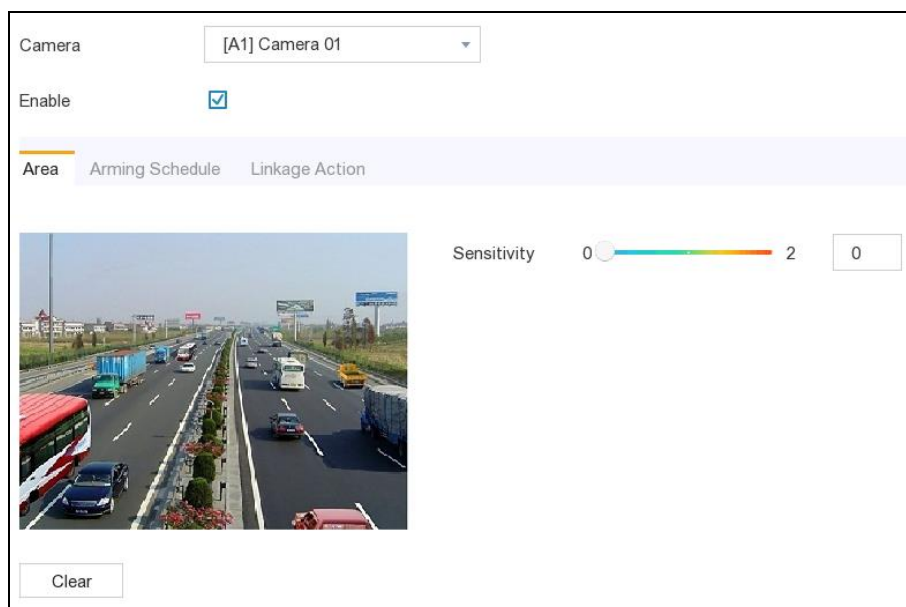 Camera [A1] Camera 01
Enable
Area Arming Schedule Linkage Action
Sensitivity 0 2 0
Clear